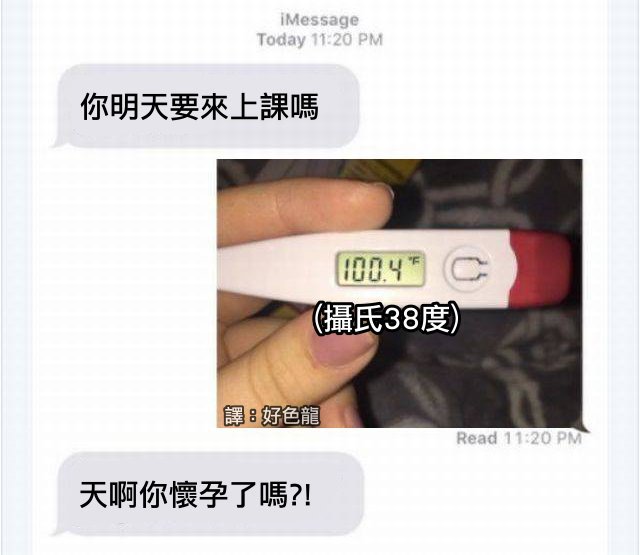 iMessage
Today 11:20 PM
你明天要來上課嗎
100.4 °F
(攝氏38度)
譯：好色龍
Read 11:20 PM
天啊你懷孕了嗎?!